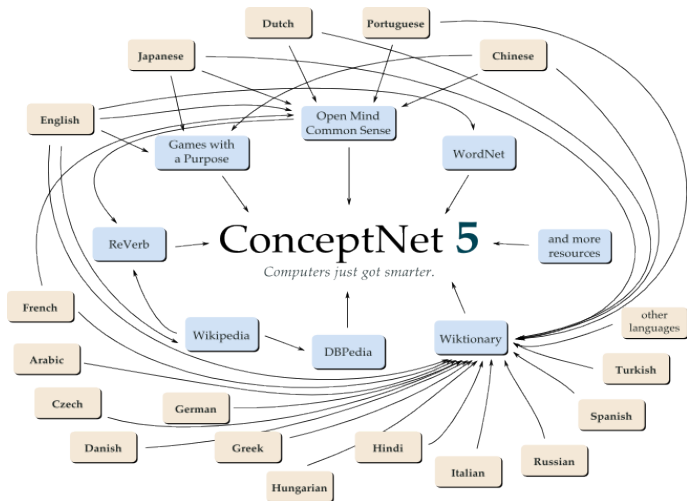 Dutch
Portuguese
Japanese
Chinese
English
Open Mind
Common Sense
Games with
a Purpose
WordNet
ReVerb
ConceptNet 5
Computers just got smarter.
and more
resources
French
Wikipedia
DBPedia
Wiktionary
other
languages
Arabic
Turkish
Czech
German
Spanish
Danish
Greek
Hindi
Russian
Italian
Hungarian